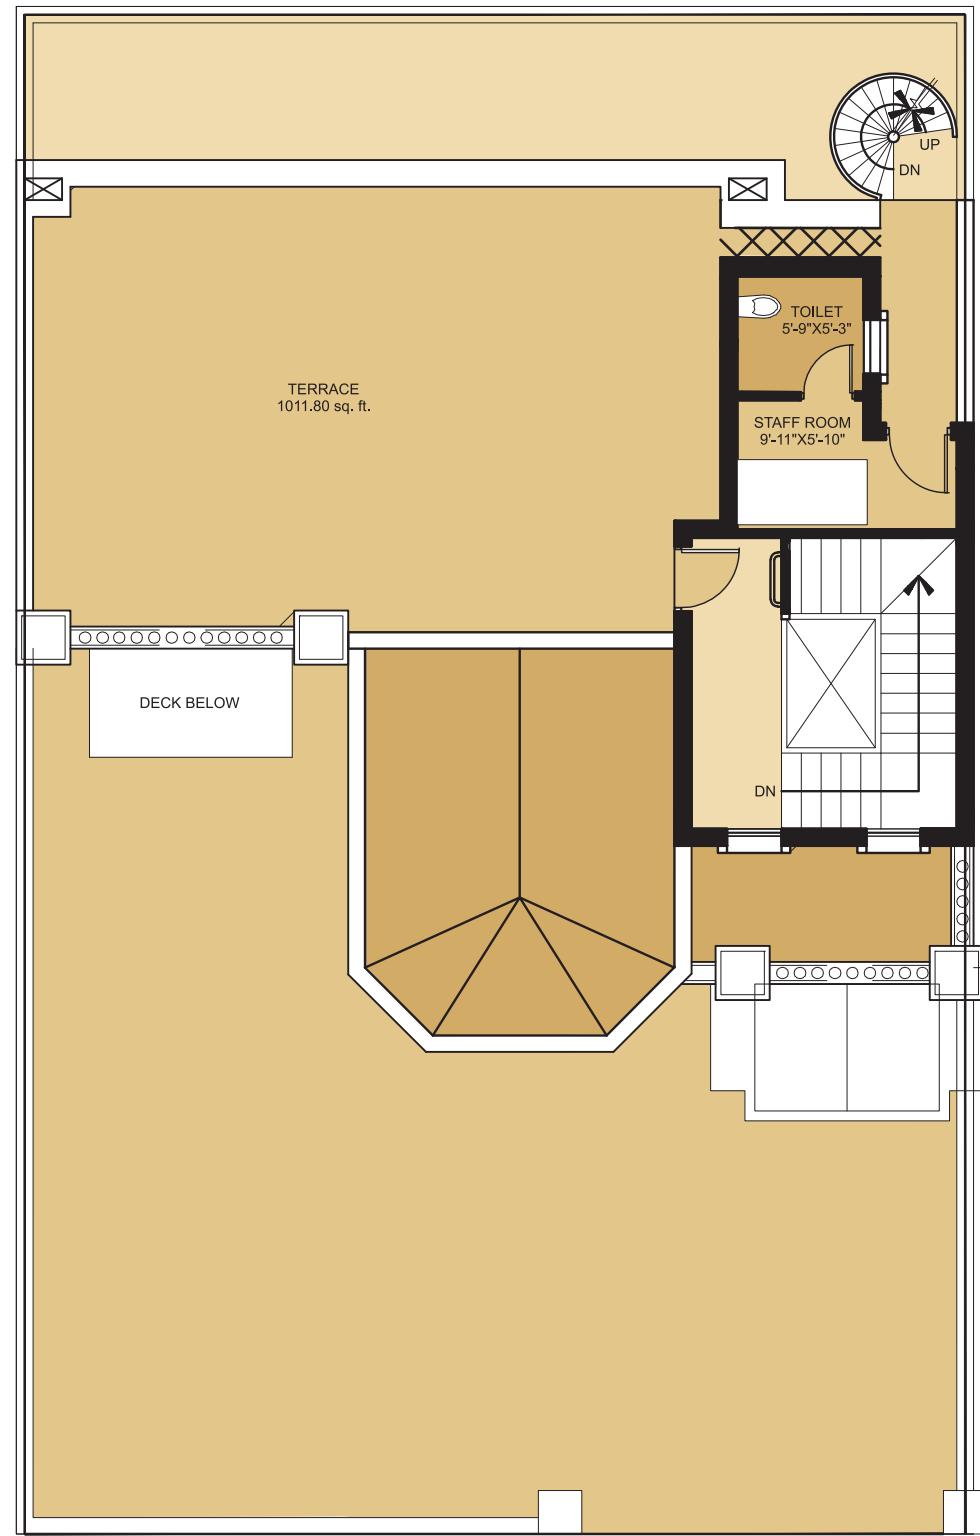 UP
DN
TOILET
5'-9"X5'-3"
TERRACE
1011.80 sq. ft.
STAFF ROOM
9'-11"X5'-10"
DECK BELOW
DN